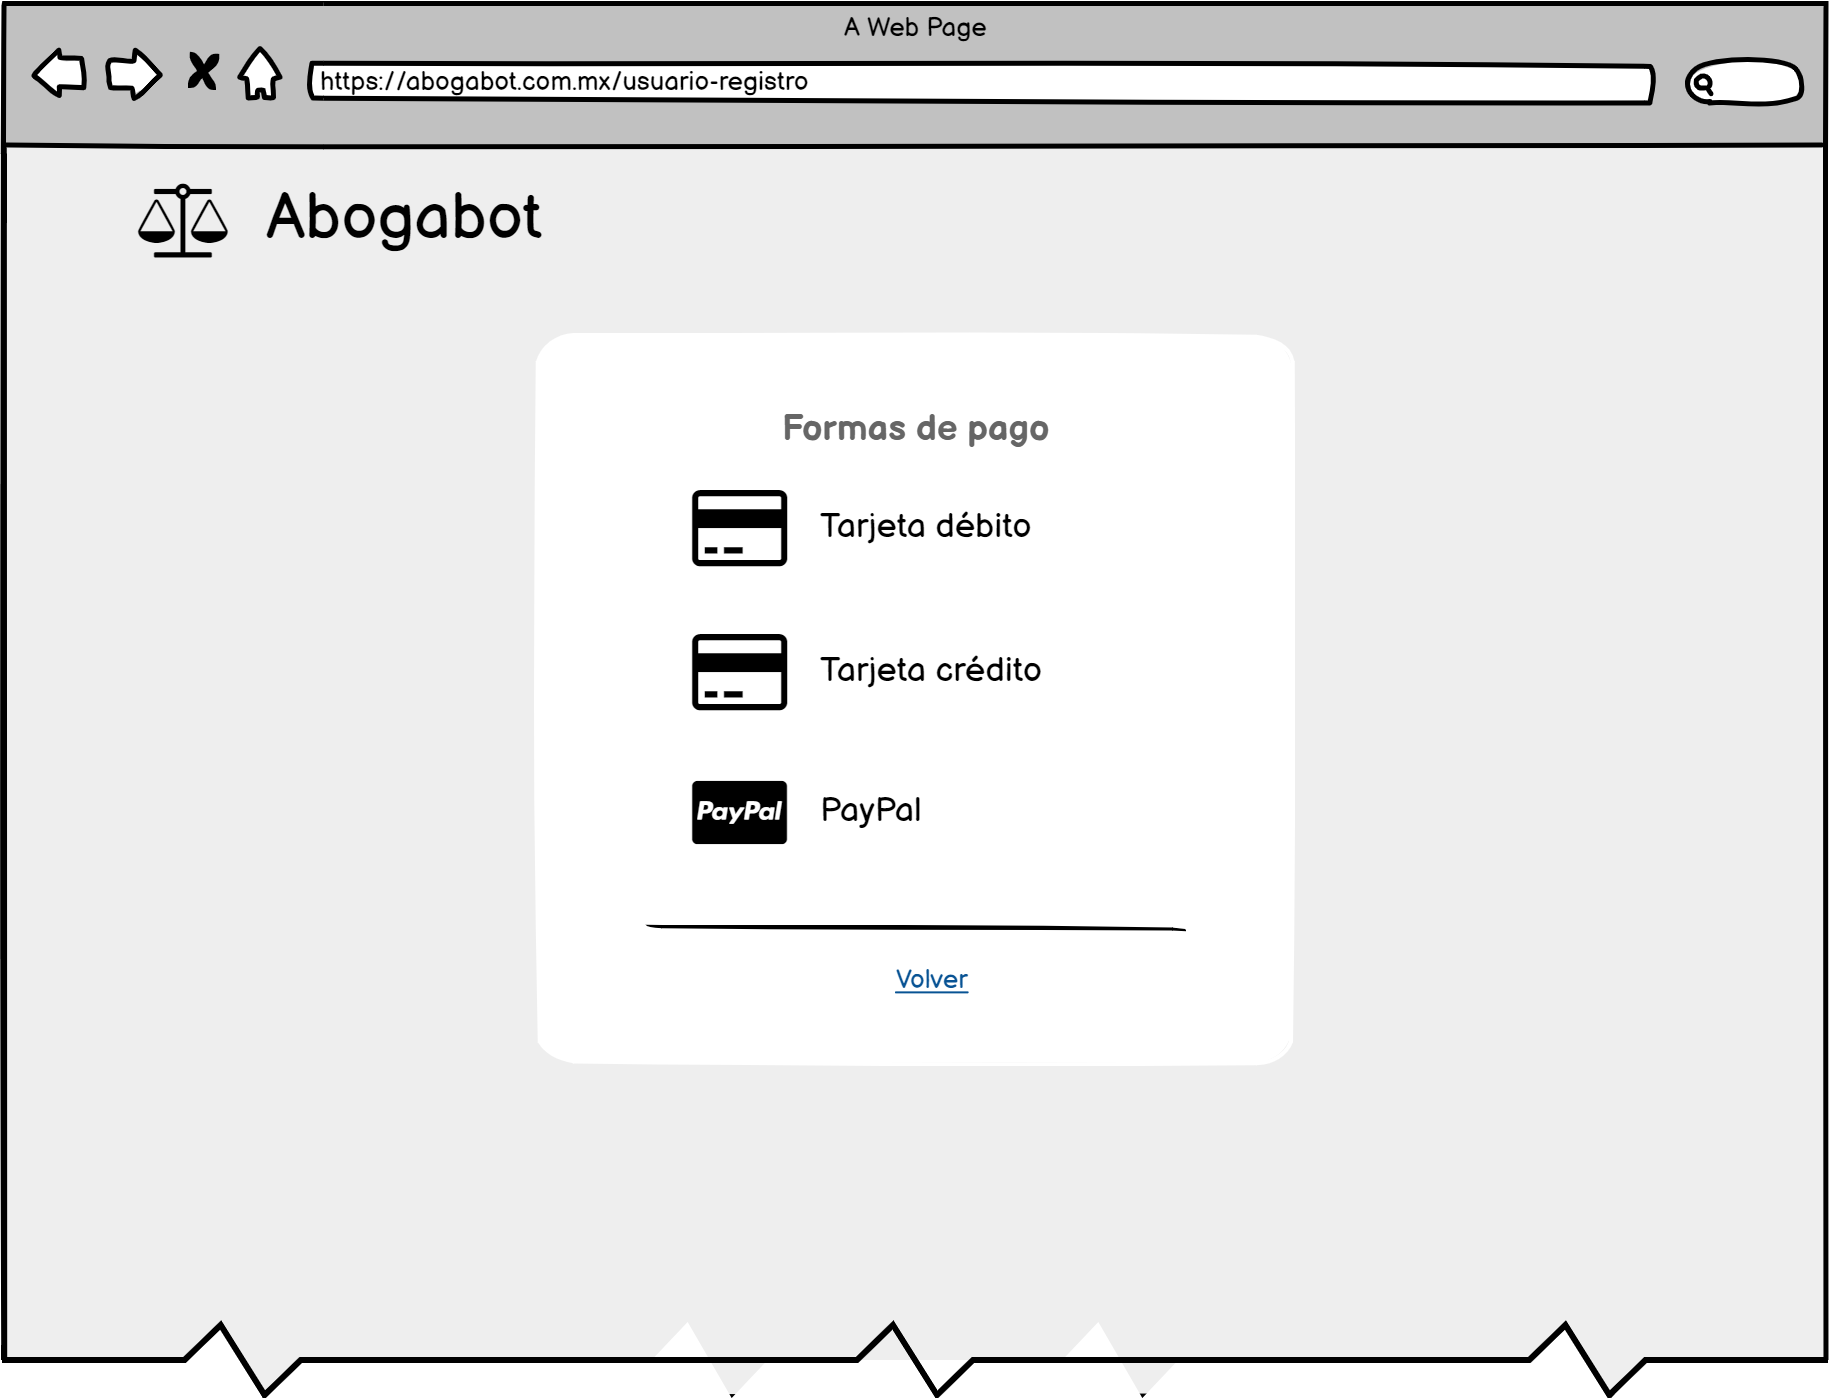 A Web Page
https://abogabot.com.mx/usuario-registro
Abogabot
Formas de pago
Tarjeta débito
Tarjeta crédito
PayPal PayPal
Volver